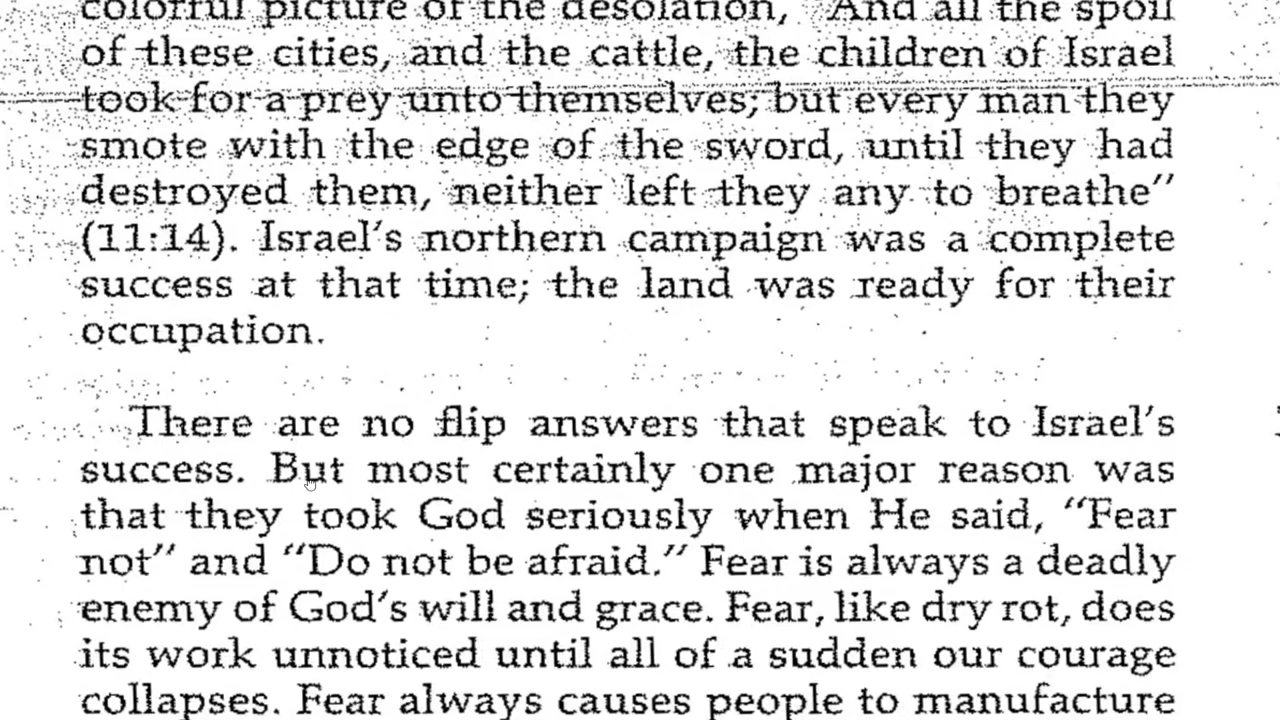 colorful picture of the desolation, "And all the spoil
of these cities, and the cattle, the children of Israel
took for a prey unto themselves; but every man they
smote with the edge of the sword, until they had
destroyed them, neither left they any to breathe"
(11:14). Israel's northern campaign was a complete
success at that time; the land was ready for their
occupation.
There are no flip answers that speak to Israel's
success. But most certainly one major reason was
that they took God seriously when He said, "Fear
not" and "Do not be afraid." Fear is always a deadly
enemy of God's will and grace. Fear, like dry rot, does
its work unnoticed until all of a sudden our courage
collapses. Fear always causes people to manufacture